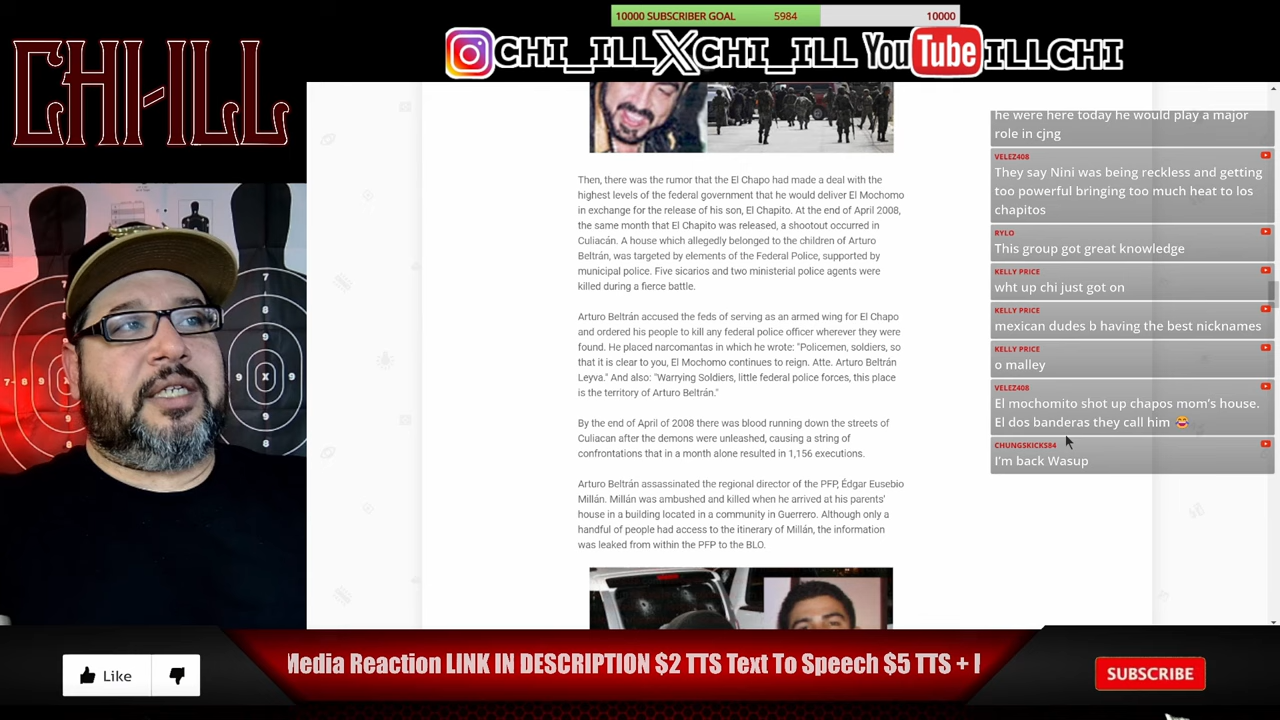 10000 SUBSCRIBER GOAL 5984 10000
CHI-ILL
CHI_ILL CHI_ILL YouTube ILLCHI
he were here today he would play a major
role in cjng
VELEZ408
They say Nini was being reckless and getting
too powerful bringing too much heat to los
chapitos
RYLO
This group got great knowledge
KELLY PRICE
wht up chi just got on
KELLY PRICE
mexican dudes b having the best nicknames
KELLY PRICE
o malley
VELEZ408
El mochomito shot up chapos mom's house.
El dos banderas they call him 😂
CHUNGSKICKS84
I'm back Wasup
Then, there was the rumor that the El Chapo had made a deal with the
highest levels of the federal government that he would deliver El Mochomo
in exchange for the release of his son, El Chapito. At the end of April 2008,
the same month that El Chapito was released, a shootout occurred in
Culiacán. A house which allegedly belonged to the children of Arturo
Beltrán, was targeted by elements of the Federal Police, supported by
municipal police. Five sicarios and two ministerial police agents were
killed during a fierce battle.
Arturo Beltrán accused the feds of serving as an armed wing for El Chapo
and ordered his people to kill any federal police officer wherever they were
found. He placed narcomantas in which he wrote: "Policemen, soldiers, so
that it is clear to you, El Mochomo continues to reign. Atte. Arturo Beltrán
Leyva." And also: "Warrying Soldiers, little federal police forces, this place
is the territory of Arturo Beltrán."
By the end of April of 2008 there was blood running down the streets of
Culiacan after the demons were unleashed, causing a string of
confrontations that in a month alone resulted in 1,156 executions.
Arturo Beltrán assassinated the regional director of the PFP, Édgar Eusebio
Millán. Millán was ambushed and killed when he arrived at his parents'
house in a building located in a community in Guerrero. Although only a
handful of people had access to the itinerary of Millán, the information
was leaked from within the PFP to the BLO.
7
8
7 8 9 X 9
9
8
7
Like
Media Reaction LINK IN DESCRIPTION $2 TTS Text To Speech $5 TTS +
SUBSCRIBE